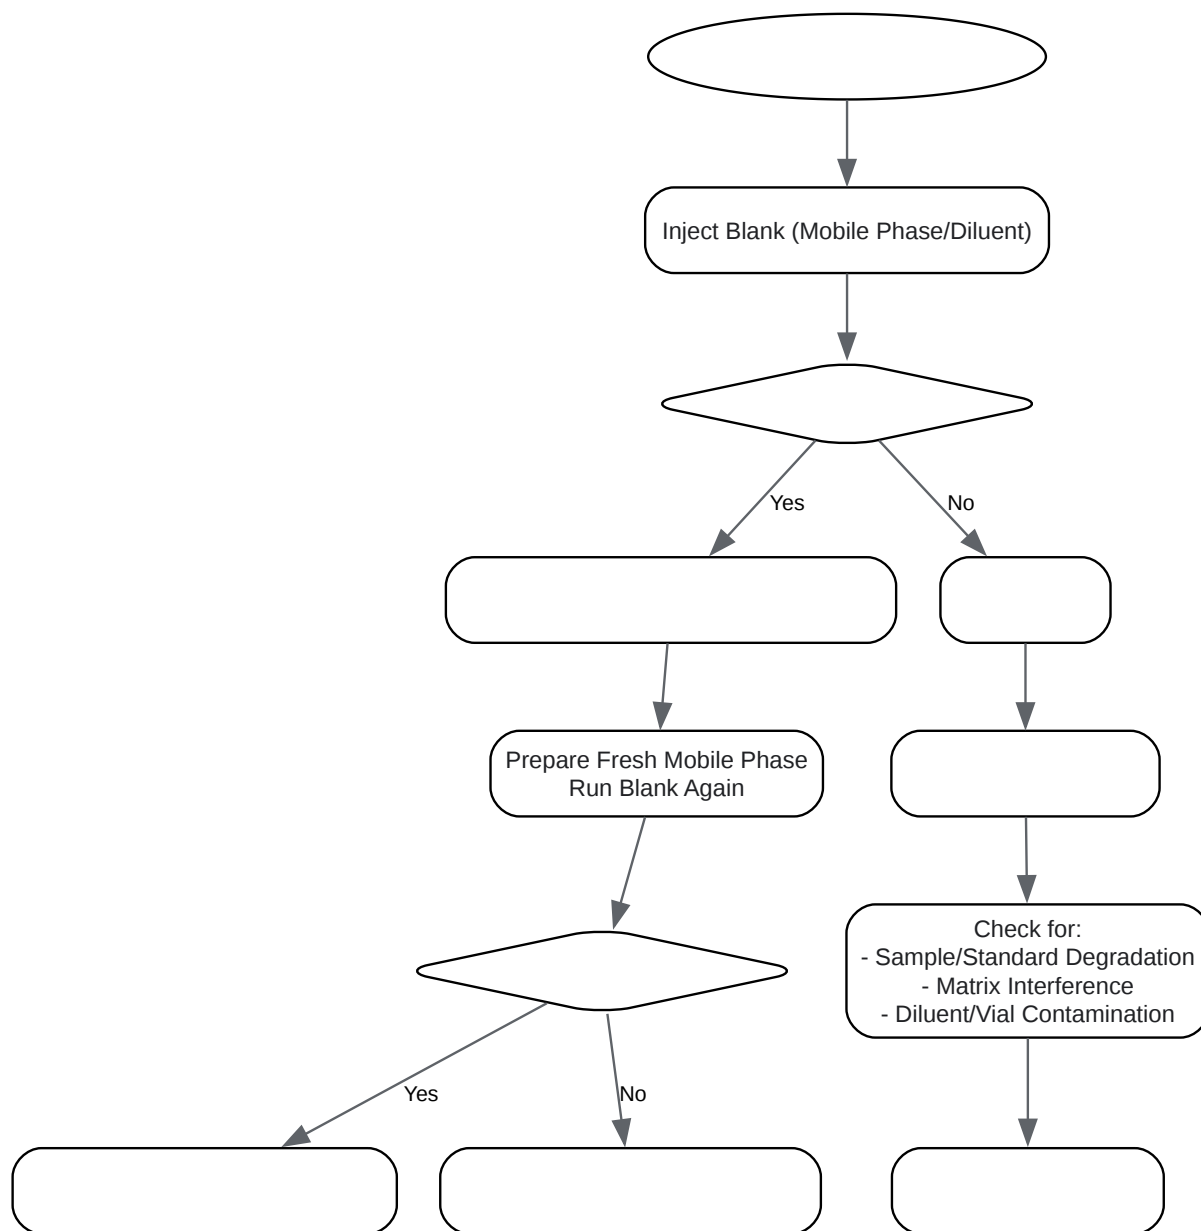 Inject Blank (Mobile Phase/Diluent)
Yes
No
Prepare Fresh Mobile Phase
Run Blank Again
Check for:
- Sample/Standard Degradation
- Matrix Interference
- Diluent/Vial Contamination
Yes
No